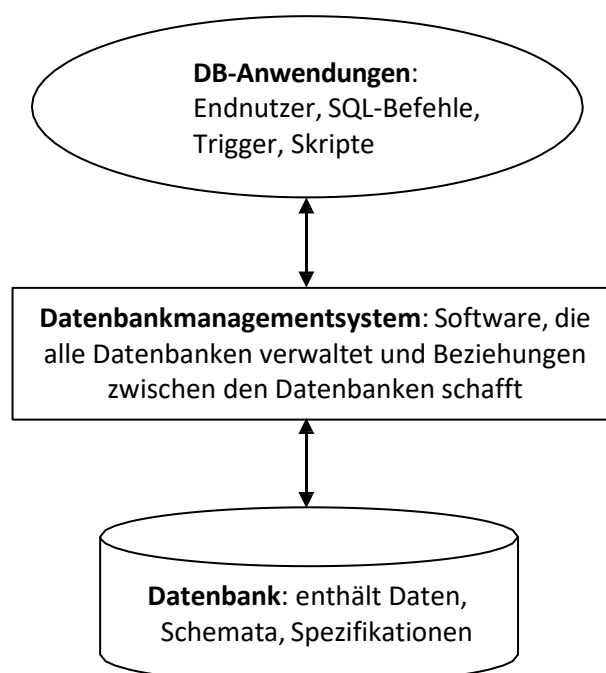 DB-Anwendungen:
Endnutzer, SQL-Befehle,
Trigger, Skripte
Datenbankmanagementsystem: Software, die
alle Datenbanken verwaltet und Beziehungen
zwischen den Datenbanken schafft
Datenbank: enthält Daten,
Schemata, Spezifikationen